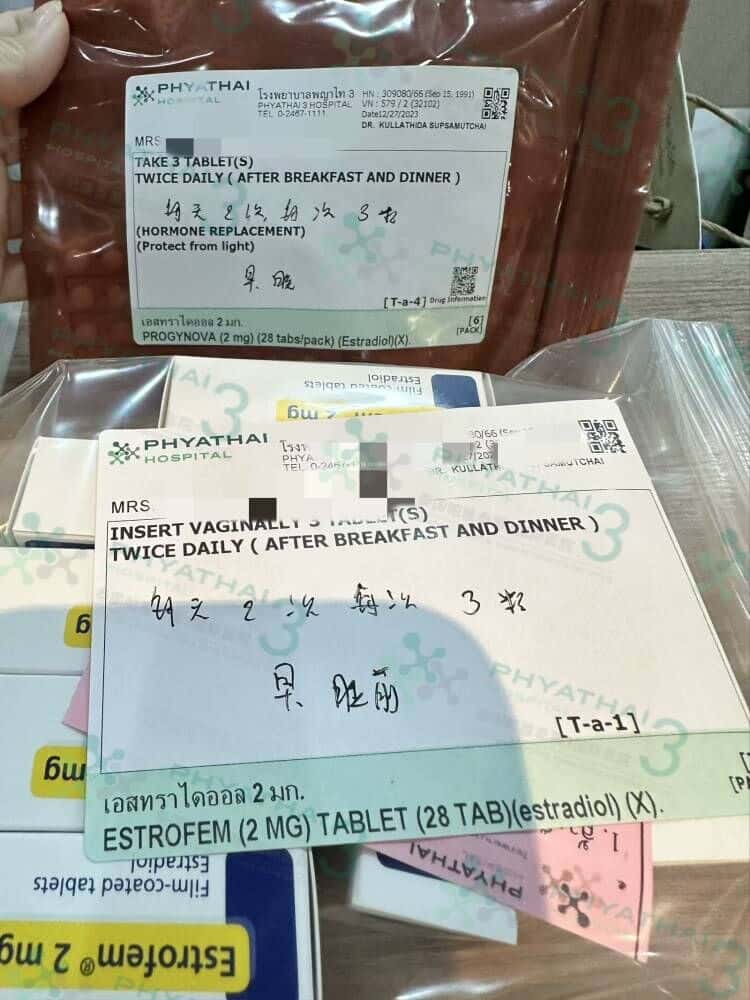 PHYATHAI
HOSPITAL
โรงพยาบาลพญาไท 3
PHYATHAI 3 HOSPITAL
TEL. 0-2467-1111
HN : 309080/66 (Sep 15, 1991)
VN : 579 / 2 (32102)
Date12/27/2023
DR. KULLATHIDA SUPSAMUTCHAI
MRS
TAKE 3 TABLET(S)
TWICE DAILY ( AFTER BREAKFAST AND DINNER )
每天 2 次, 每次 3 粒
(HORMONE REPLACEMENT)
(Protect from light)
早. 晚
[T-a-4] Drug Information
เอสทราไดออล 2 มก.
[6]
[PACK]
PROGYNOVA (2 mg) (28 tabs/pack) (Estradiol)(X).
Film-coated tablets
Estradiol
2 mg
PHYATHAI
HOSPITAL
TEL.
SUPSAMUTCHAI
MRS
INSERT VAGINALLY 3 TABLET(S)
TWICE DAILY ( AFTER BREAKFAST AND DINNER )
每天 2 次 每次 3 粒
早. 晚
[T-a-1]
เอสทราไดออล 2 มก.
ESTROFEM (2 MG) TABLET (28 TAB)(estradiol) (X).
PHYATHAI
Film-coated tablets
Estradiol
Estrofem® 2 mg